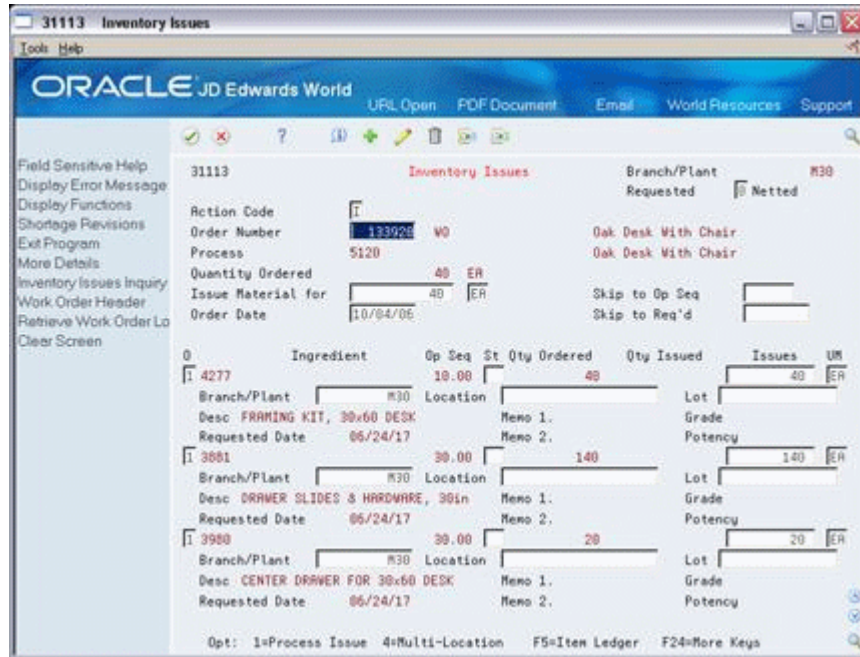 31113 Inventory Issues
Tools Help
ORACLE JD Edwards World
URL Open PDF Document Email World Resources Support
Field Sensitive Help
Display Error Message
Display Functions
Shortage Revisions
Exit Program
More Details
Inventory Issues Inquiry
Work Order Header
Retrieve Work Order Lo
Clear Screen
31113 Inventory Issues Branch/Plant M30
Requested 0 Netted
Action Code I
Order Number 133920 WO Oak Desk With Chair
Process 5120 Oak Desk With Chair
Quantity Ordered 40 EA
Issue Material for 40 EA Skip to Op Seq
Order Date 10/04/06 Skip to Req'd
O Ingredient Op Seq St Qty Ordered Qty Issued Issues UM
1 4277 10.00 40 40 EA
Branch/Plant M30 Location Lot
Desc FRAMING KIT, 30x60 DESK Memo 1. Grade
Requested Date 06/24/17 Memo 2. Potency
1 3881 30.00 140 140 EA
Branch/Plant M30 Location Lot
Desc DRAWER SLIDES & HARDWARE, 30in Memo 1. Grade
Requested Date 06/24/17 Memo 2. Potency
1 3980 30.00 20 20 EA
Branch/Plant M30 Location Lot
Desc CENTER DRAWER FOR 30x60 DESK Memo 1. Grade
Requested Date 06/24/17 Memo 2. Potency
Opt: 1=Process Issue 4=Multi-Location F5=Item Ledger F24=More Keys